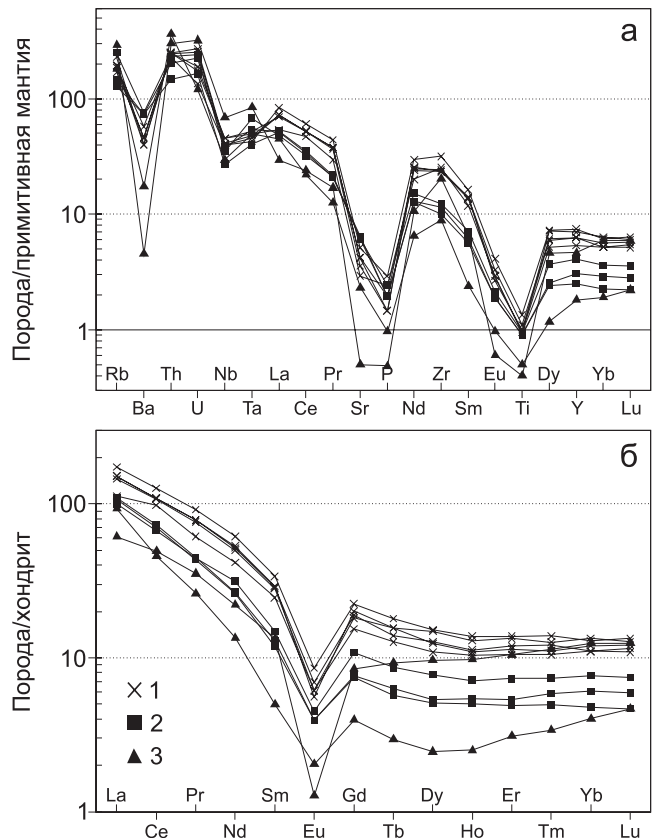 а
Порода/примитивная мантия
100
10
1
Rb Th Nb La Pr P Zr Eu Dy Yb
Ba U Ta Ce Sr Nd Sm Ti Y Lu
б
Порода/хондрит
100
10
1
2
3
La Pr Sm Gd Dy Er Yb
1
Ce Nd Eu Tb Ho Tm Lu